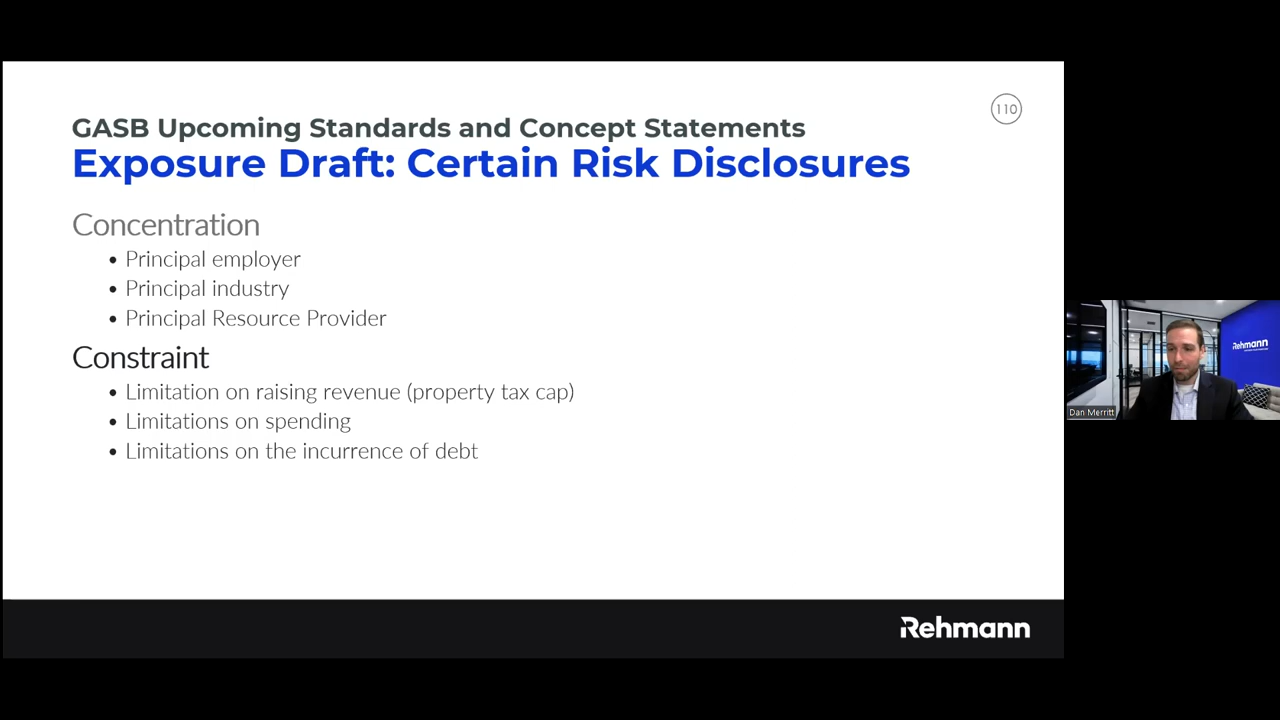 110
GASB Upcoming Standards and Concept Statements
Exposure Draft: Certain Risk Disclosures
Concentration
• Principal employer
• Principal industry
• Principal Resource Provider
Constraint
• Limitation on raising revenue (property tax cap)
• Limitations on spending
• Limitations on the incurrence of debt
Rehmann
Rehmann
Dan Merritt